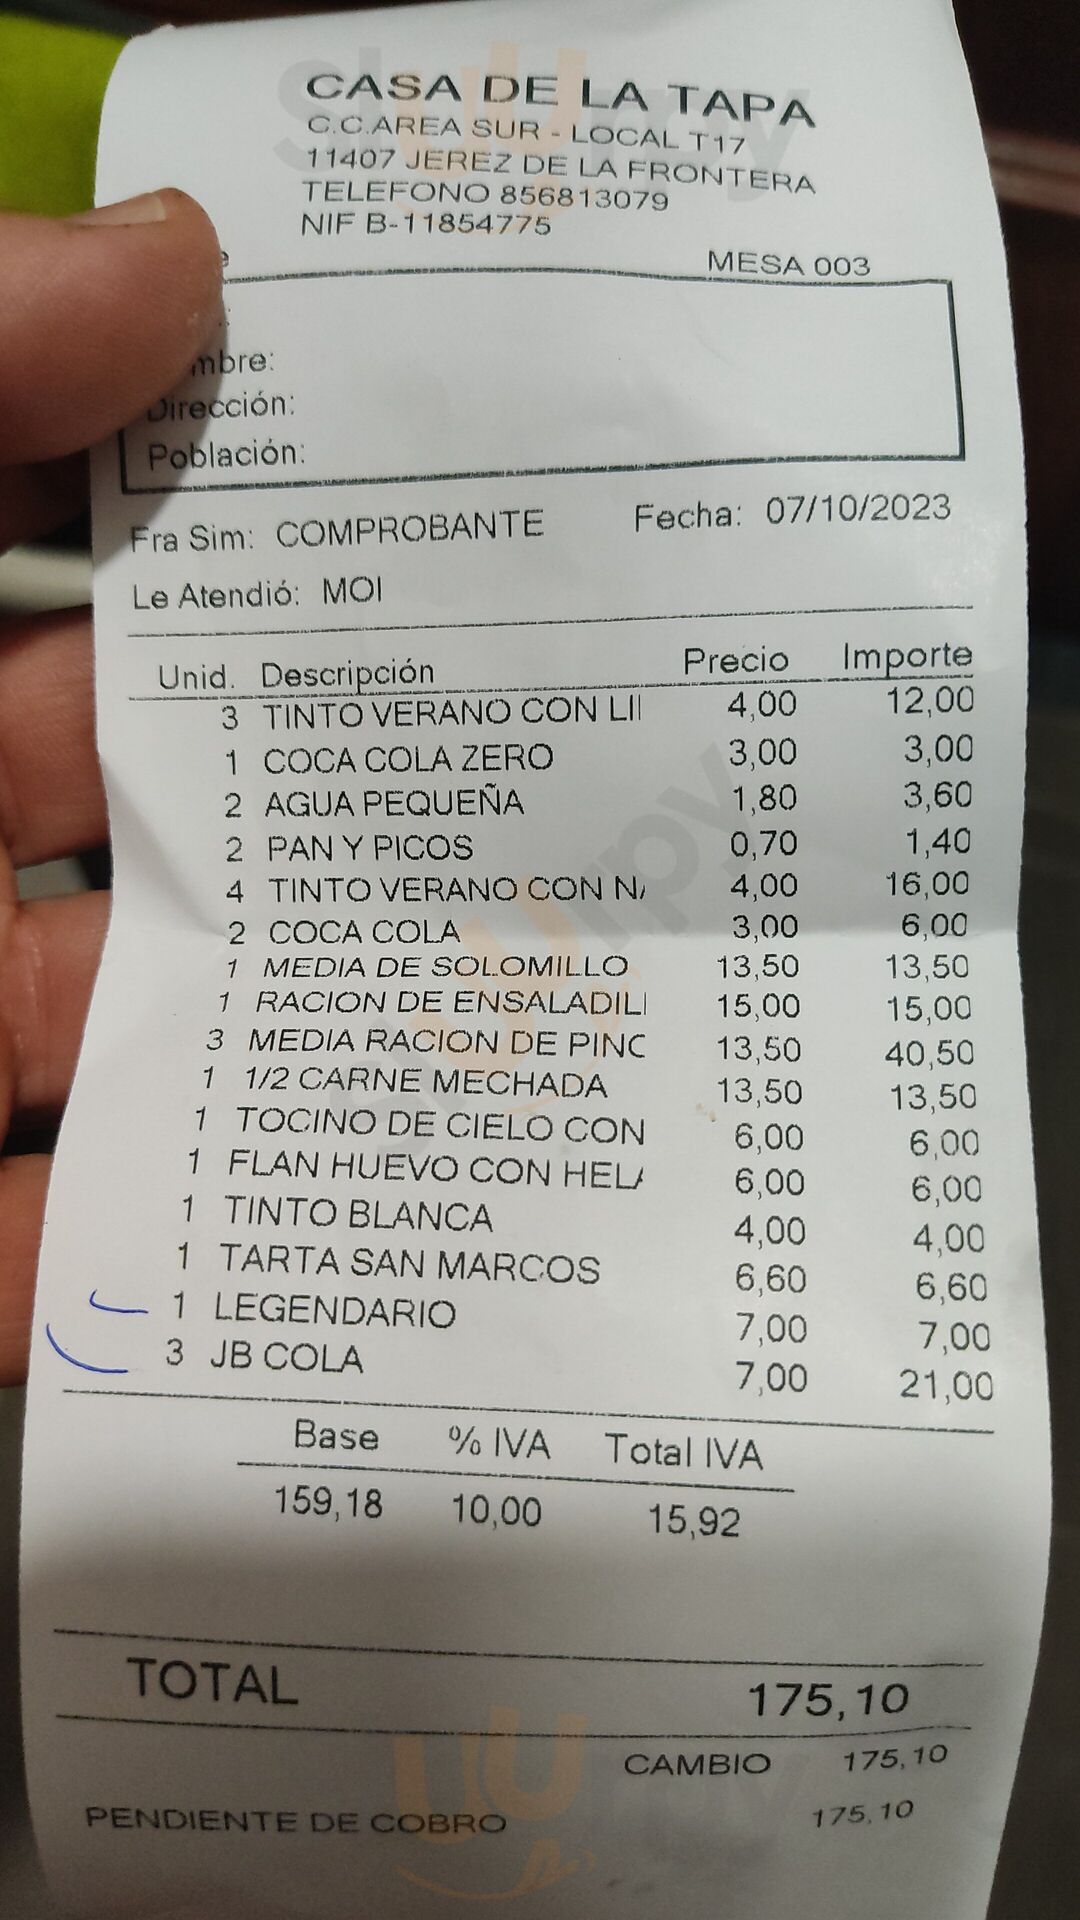 CASA DE LA TAPA
C.C.AREA SUR - LOCAL T17
11407 JEREZ DE LA FRONTERA
TELEFONO 856813079
NIF B-11854775
MESA 003
mbre:
Dirección:
Población:
Fra Sim: COMPROBANTE Fecha: 07/10/2023
Le Atendió: MOI
Unid. Descripción Precio Importe
3 TINTO VERANO CON LII 4,00 12,00
1 COCA COLA ZERO 3,00 3,00
2 AGUA PEQUEÑA 1,80 3,60
2 PAN Y PICOS 0,70 1,40
4 TINTO VERANO CON NA 4,00 16,00
2 COCA COLA 3,00 6,00
1 MEDIA DE SOLOMILLO 13,50 13,50
1 RACION DE ENSALADILI 15,00 15,00
3 MEDIA RACION DE PINC 13,50 40,50
1 1/2 CARNE MECHADA 13,50 13,50
1 TOCINO DE CIELO CON 6,00 6,00
1 FLAN HUEVO CON HELA 6,00 6,00
1 TINTO BLANCA 4,00 4,00
1 TARTA SAN MARCOS 6,60 6,60
1 LEGENDARIO 7,00 7,00
3 JB COLA 7,00 21,00
Base % IVA Total IVA
159,18 10,00 15,92
TOTAL 175,10
CAMBIO 175,10
PENDIENTE DE COBRO 175,10
slurpy
slurpy
slurpy